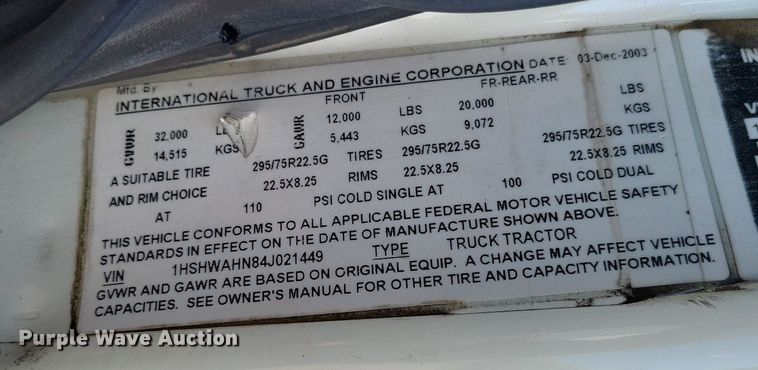 Mfd. By
INTERNATIONAL TRUCK AND ENGINE CORPORATION DATE: 03-Dec-2003
FRONT FR-REAR-RR
GVWR 32,000 GAWR 12,000 LBS 20,000 LBS
14,515 KGS 5,443 KGS 9,072 KGS
A SUITABLE TIRE 295/75R22.5G TIRES 295/75R22.5G 295/75R22.5G TIRES
AND RIM CHOICE 22.5X8.25 RIMS 22.5X8.25 22.5X8.25 RIMS
AT 110 PSI COLD SINGLE AT 100 PSI COLD DUAL
THIS VEHICLE CONFORMS TO ALL APPLICABLE FEDERAL MOTOR VEHICLE SAFETY
STANDARDS IN EFFECT ON THE DATE OF MANUFACTURE SHOWN ABOVE.
VIN 1HSHWAHN84J021449 TYPE TRUCK TRACTOR
GVWR AND GAWR ARE BASED ON ORIGINAL EQUIP. A CHANGE MAY AFFECT VEHICLE
CAPACITIES. SEE OWNER'S MANUAL FOR OTHER TIRE AND CAPACITY INFORMATION.
Purple Wave Auction